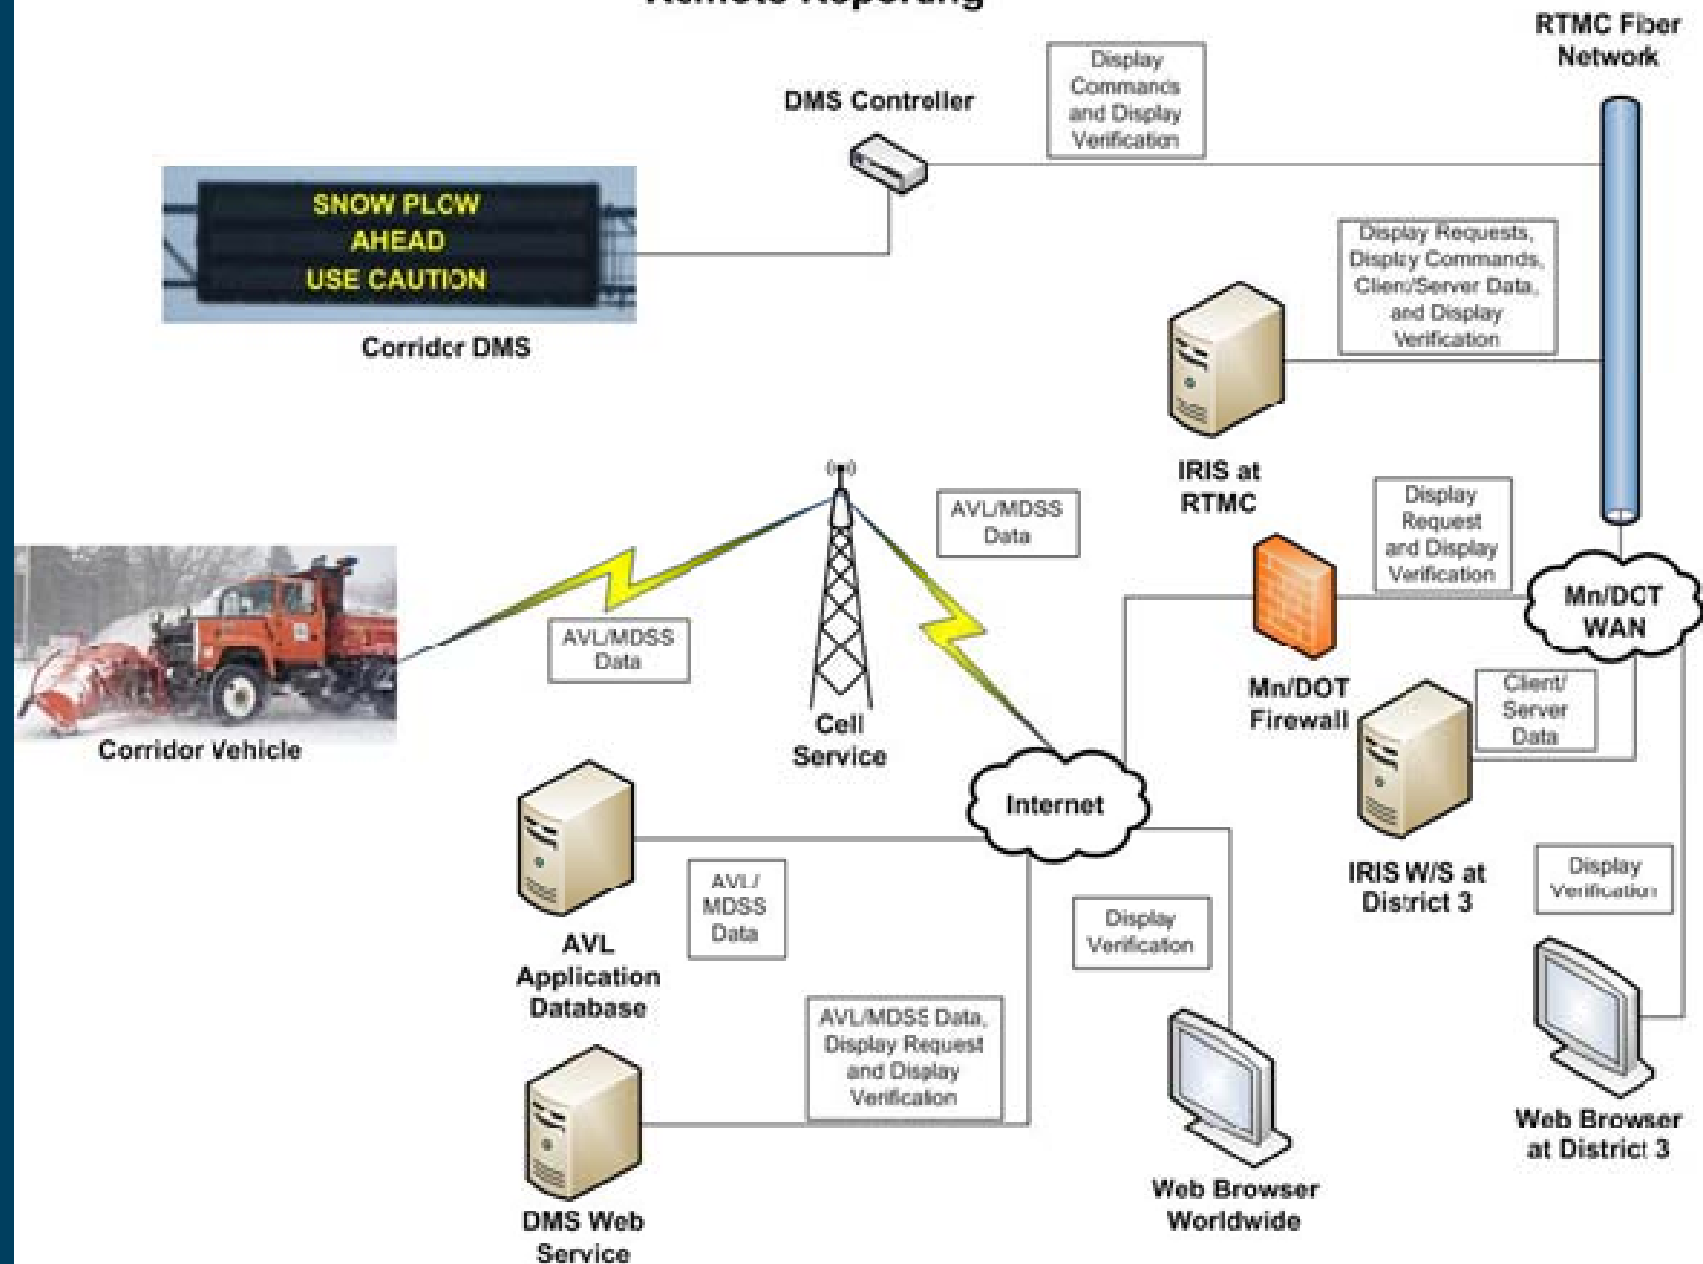 Remote Reporting
RTMC Fiber
Network
Display
Commands
and Display
Verification
DMS Controller
SNOW PLOW
AHEAD
USE CAUTION
Corridor DMS
Display Requests,
Display Commands,
Client/Server Data,
and Display
Verification
IRIS at
RTMC
AVL/MDSS
Data
Display
Request
and Display
Verification
Mn/DOT
WAN
AVL/MDSS
Data
Corridor Vehicle
Cell
Service
Mn/DOT
Firewall
Client/
Server
Data
Internet
IRIS W/S at
District 3
Display
Verification
AVL/
MDSS
Data
AVL
Application
Database
Display
Verification
AVL/MDSS Data,
Display Request
and Display
Verification
Web Browser
at District 3
Web Browser
Worldwide
DMS Web
Service